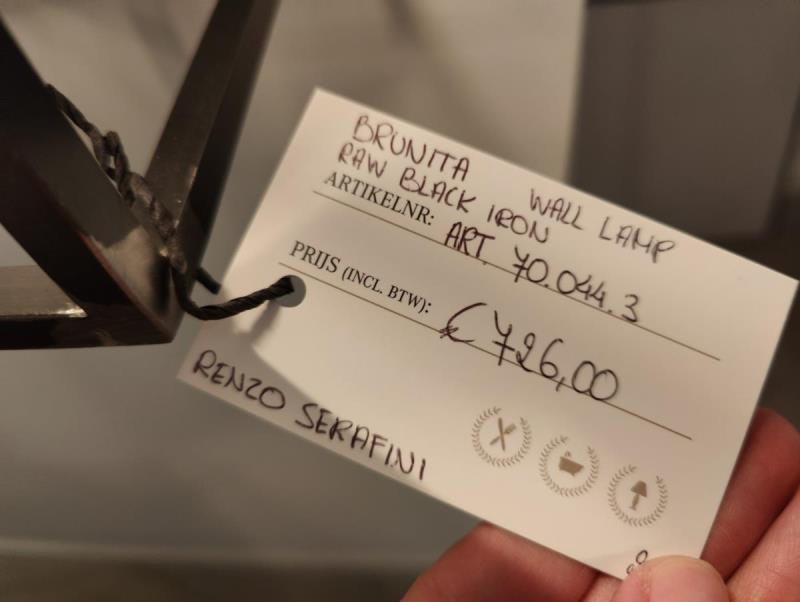 BRUNITA WALL LAMP
RAW BLACK IRON
ARTIKELNR: ART. 70.044.3
PRIJS (INCL. BTW): € 726,00
RENZO SERAFINI